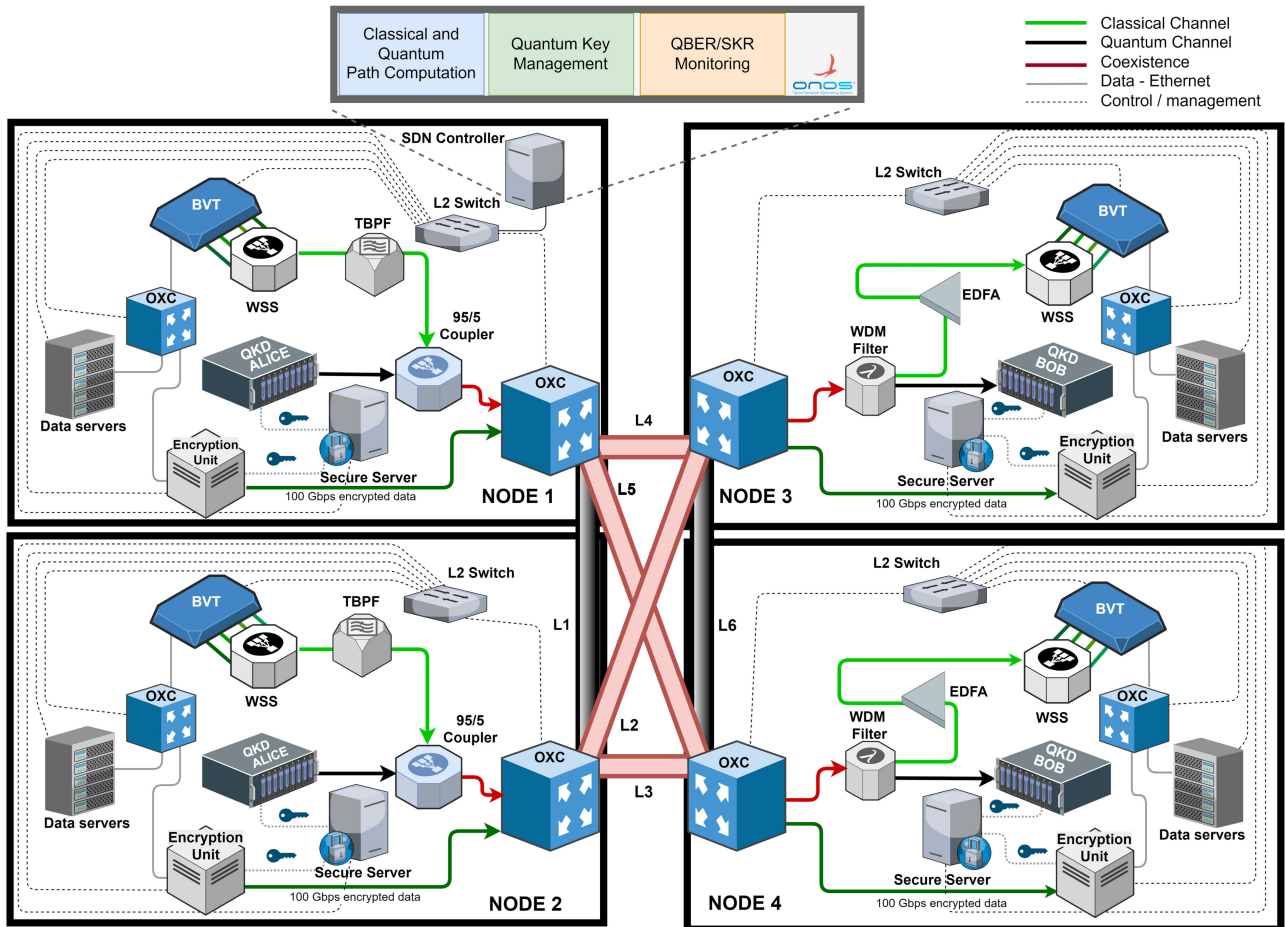 Classical and
Quantum
Path Computation
Quantum Key
Management
QBER/SKR
Monitoring
onos
Open Network Operating System
Classical Channel
Quantum Channel
Coexistence
Data - Ethernet
Control / management
SDN Controller
L2 Switch
BVT
TBPF
WSS
OXC
95/5
Coupler
QKD
ALICE
OXC
Data servers
Encryption
Unit
Secure Server
100 Gbps encrypted data
NODE 1
L2 Switch
BVT
EDFA
WSS
OXC
WDM
Filter
QKD
BOB
OXC
Data servers
Encryption
Unit
Secure Server
100 Gbps encrypted data
NODE 3
L4
L5
L1
L6
L2
L3
L2 Switch
BVT
TBPF
WSS
OXC
95/5
Coupler
QKD
ALICE
OXC
Data servers
Encryption
Unit
Secure Server
100 Gbps encrypted data
NODE 2
L2 Switch
BVT
EDFA
WSS
OXC
WDM
Filter
QKD
BOB
OXC
Data servers
Encryption
Unit
Secure Server
100 Gbps encrypted data
NODE 4